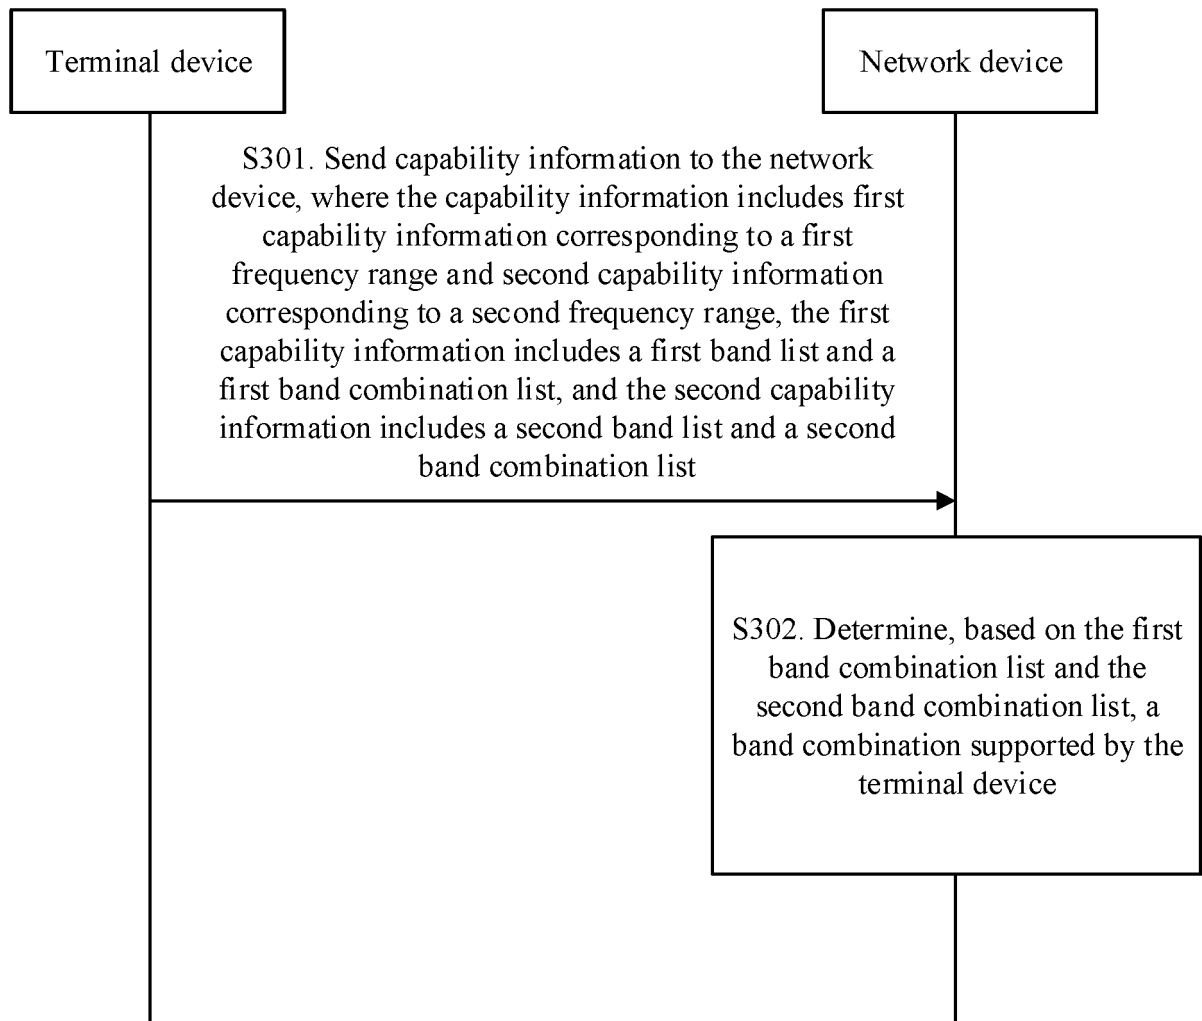 Terminal device
Network device
S301. Send capability information to the network
device, where the capability information includes first
capability information corresponding to a first
frequency range and second capability information
corresponding to a second frequency range, the first
capability information includes a first band list and a
first band combination list, and the second capability
information includes a second band list and a second
band combination list
S302. Determine, based on the first
band combination list and the
second band combination list, a
band combination supported by the
terminal device